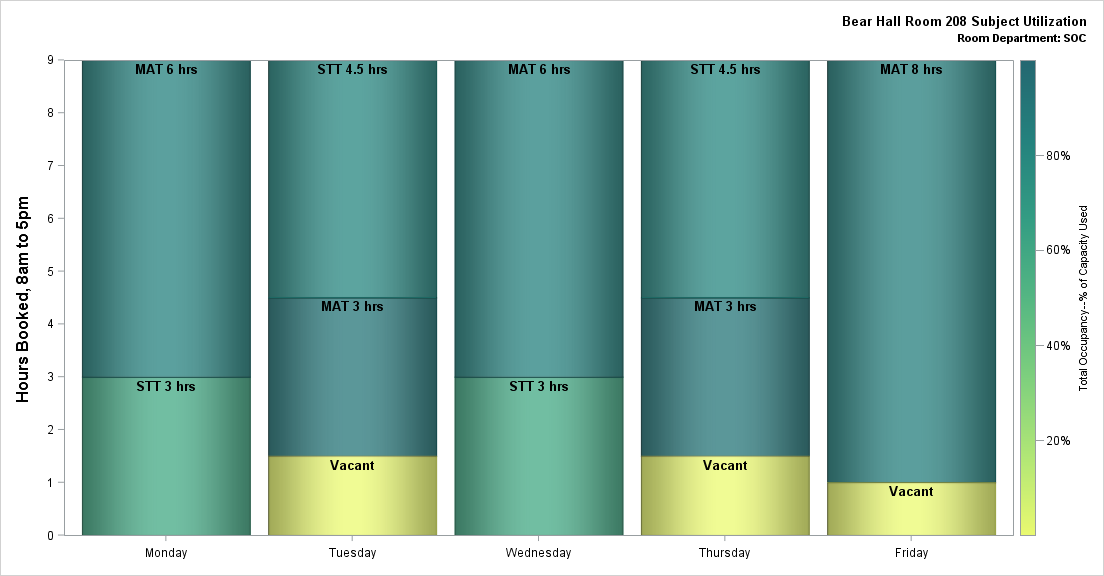 Bear Hall Room 208 Subject Utilization
Room Department: SOC
Hours Booked, 8am to 5pm
9
8
7
6
5
4
3
2
1
0
MAT 6 hrs
STT 3 hrs
STT 4.5 hrs
MAT 3 hrs
Vacant
MAT 6 hrs
STT 3 hrs
STT 4.5 hrs
MAT 3 hrs
Vacant
MAT 8 hrs
Vacant
Monday
Tuesday
Wednesday
Thursday
Friday
80%
60%
40%
20%
Total Occupancy--% of Capacity Used